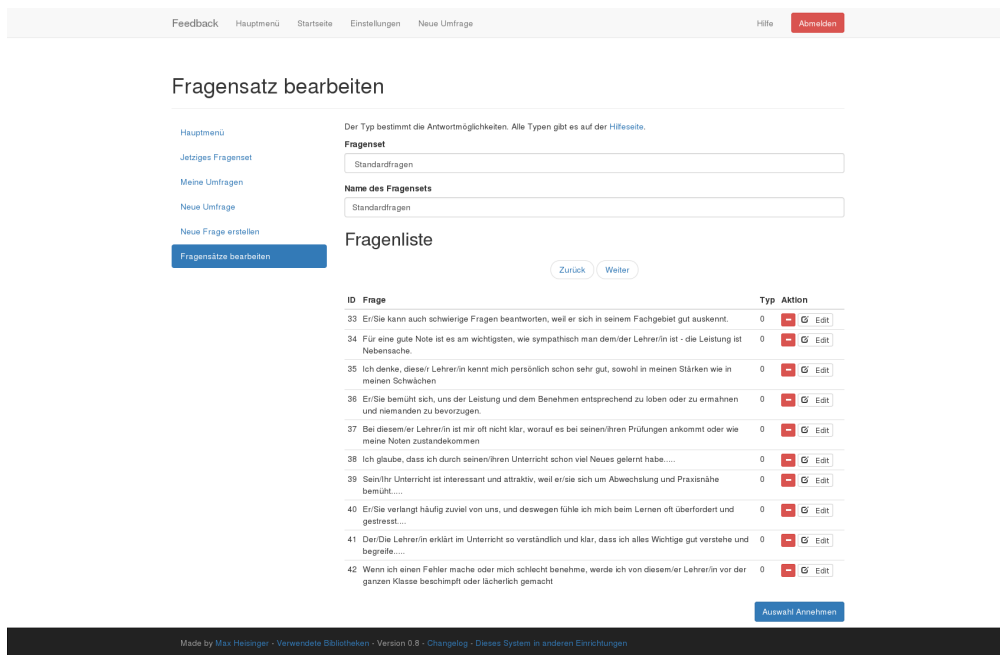 Feedback Hauptmenü Startseite Einstellungen Neue Umfrage Hilfe Abmelden
Fragensatz bearbeiten
Hauptmenü
Jetziges Fragenset
Meine Umfragen
Neue Umfrage
Neue Frage erstellen
Fragensätze bearbeiten
Der Typ bestimmt die Antwortmöglichkeiten. Alle Typen gibt es auf der Hilfeseite.
Fragenset
Standardfragen
Name des Fragensets
Standardfragen
Fragenliste
Zurück Weiter
ID Frage Typ Aktion
33 Er/Sie kann auch schwierige Fragen beantworten, weil er sich in seinem Fachgebiet gut auskennt. 0 Edit
34 Für eine gute Note ist es am wichtigsten, wie sympathisch man dem/der Lehrer/in ist - die Leistung ist 0 Edit
Nebensache.
35 Ich denke, diese/r Lehrer/in kennt mich persönlich schon sehr gut, sowohl in meinen Stärken wie in 0 Edit
meinen Schwächen
36 Er/Sie bemüht sich, uns der Leistung und dem Benehmen entsprechend zu loben oder zu ermahnen 0 Edit
und niemanden zu bevorzugen.
37 Bei diesem/er Lehrer/in ist mir oft nicht klar, worauf es bei seinen/ihren Prüfungen ankommt oder wie 0 Edit
meine Noten zustandekommen
38 Ich glaube, dass ich durch seinen/ihren Unterricht schon viel Neues gelernt habe..... 0 Edit
39 Sein/Ihr Unterricht ist interessant und attraktiv, weil er/sie sich um Abwechslung und Praxisnähe 0 Edit
bemüht.....
40 Er/Sie verlangt häufig zuviel von uns, und deswegen fühle ich mich beim Lernen oft überfordert und 0 Edit
gestresst....
41 Der/Die Lehrer/in erklärt im Unterricht so verständlich und klar, dass ich alles Wichtige gut verstehe und 0 Edit
begreife.....
42 Wenn ich einen Fehler mache oder mich schlecht benehme, werde ich von diesem/er Lehrer/in vor der 0 Edit
ganzen Klasse beschimpft oder lächerlich gemacht
Auswahl Annehmen
Made by Max Heisinger - Verwendete Bibliotheken - Version 0.8 - Changelog - Dieses System in anderen Einrichtungen